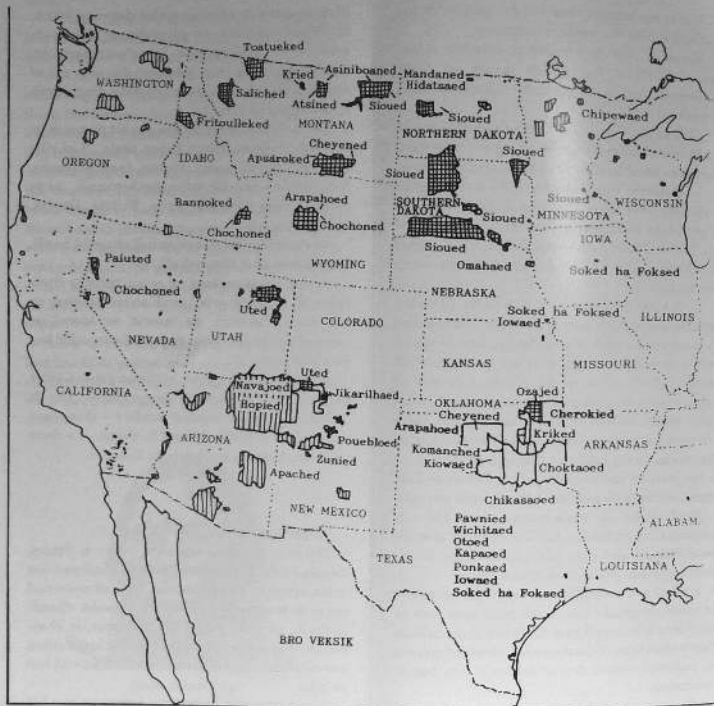 Toatueked
Kried
Asiniboaned
Mandaned
Hidatsaed
WASHINGTON
Saliched
Atsined
Sioued
Sioued
Chipewaed
Fritoulleked
MONTANA
NORTHERN DAKOTA
Cheyened
Sioued
OREGON
IDAHO
Apsaroked
Bannoked
Arapahoed
Sioued
WISCONSIN
SOUTHERN
DAKOTA
Sioued
MINNESOTA
Chochoned
Chochoned
Sioued
IOWA
Paiuted
WYOMING
Omahaed
Soked ha Foksed
Chochoned
NEBRASKA
Uted
Soked ha Foksed
ILLINOIS
Iowaed
COLORADO
NEVADA
UTAH
KANSAS
MISSOURI
CALIFORNIA
Navajoed
Uted
Jikarilhaed
Ozajed
Hopied
OKLAHOMA
Cheyened
Cherokied
Arapahoed
Kriked
ARKANSAS
ARIZONA
Pouebloed
Komanched
Zunied
Kiowaed
Choktaoed
Apached
Chikasaoed
NEW MEXICO
Pawnied
Wichitaed
ALABAM.
Otoed
TEXAS
Kapaoed
Ponkaed
LOUISIANA
Iowaed
Soked ha Foksed
BRO VEKSIK